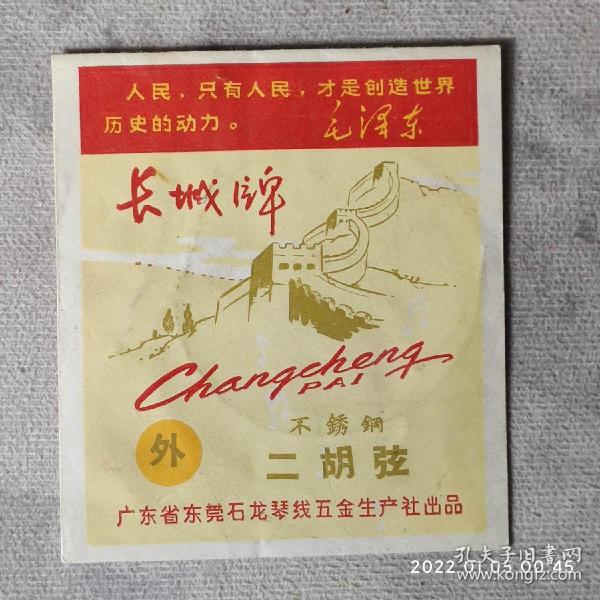 人民，只有人民，才是创造世界
历史的动力。
毛泽东
长城牌
Changcheng
PAI
不銹鋼
外
二胡弦
广东省东莞石龙琴线五金生产社出品
2022.01.05 00:45
孔夫子旧書网
www.kongfz.com